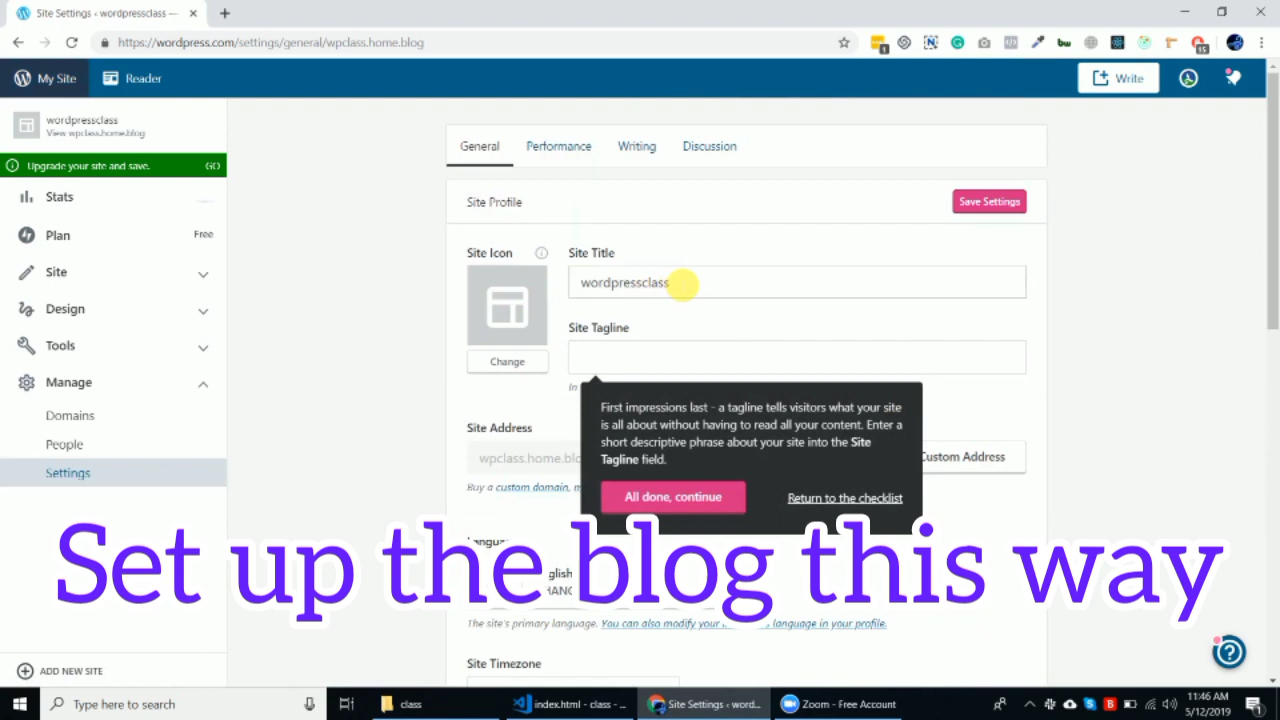 Site Settings ‹ wordpressclass —
https://wordpress.com/settings/general/wpclass.home.blog
1
15
My Site
Reader
Write
wordpressclass
View wpclass.home.blog
Upgrade your site and save.
GO
Stats
Plan
Free
Site
Design
Tools
Manage
Domains
People
Settings
ADD NEW SITE
General
Performance
Writing
Discussion
Site Profile
Save Settings
Site Icon
Change
Site Title
wordpressclass
Site Tagline
In
First impressions last - a tagline tells visitors what your site
is all about without having to read all your content. Enter a
short descriptive phrase about your site into the Site
Tagline field.
All done, continue
Return to the checklist
Site Address
wpclass.home.blo
Custom Address
Buy a custom domain,
Language
Set up the blog this way
The site's primary language. You can also modify your language in your profile.
Site Timezone
Type here to search
class
index.html - class - ...
Site Settings ‹ word...
Zoom - Free Account
11:46 AM
5/12/2019
1